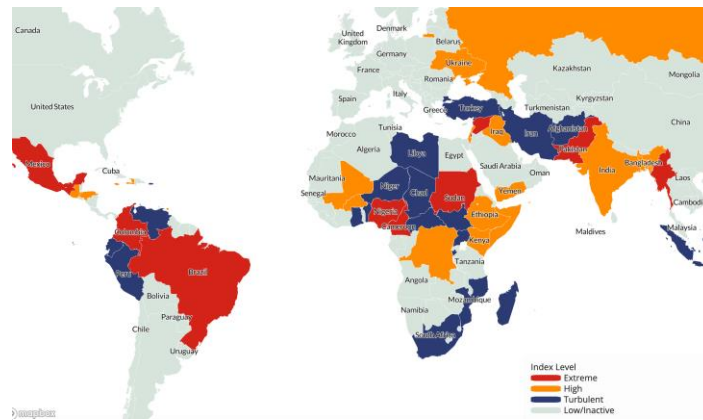 Canada
United States
Mexico
Cuba
Colombia
Peru
Brazil
Bolivia
Paraguay
Chile
Uruguay
United
Kingdom
Denmark
Belarus
Germany
Ukraine
France
Romania
Kazakhstan
Mongolia
Italy
Spain
Greece
Turkey
Turkmenistan
Kyrgyzstan
China
Tunisia
Morocco
Algeria
Libya
Egypt
Iraq
Iran
Afghanistan
Pakistan
Saudi Arabia
Oman
Bangladesh
India
Laos
Cambodia
Mauritania
Senegal
Niger
Chad
Sudan
Yemen
Nigeria
Cameroon
Ethiopia
Kenya
Maldives
Malaysia
Tanzania
Angola
Mozambique
Namibia
South Africa
Index Level
Extreme
High
Turbulent
Low/Inactive
mapbox